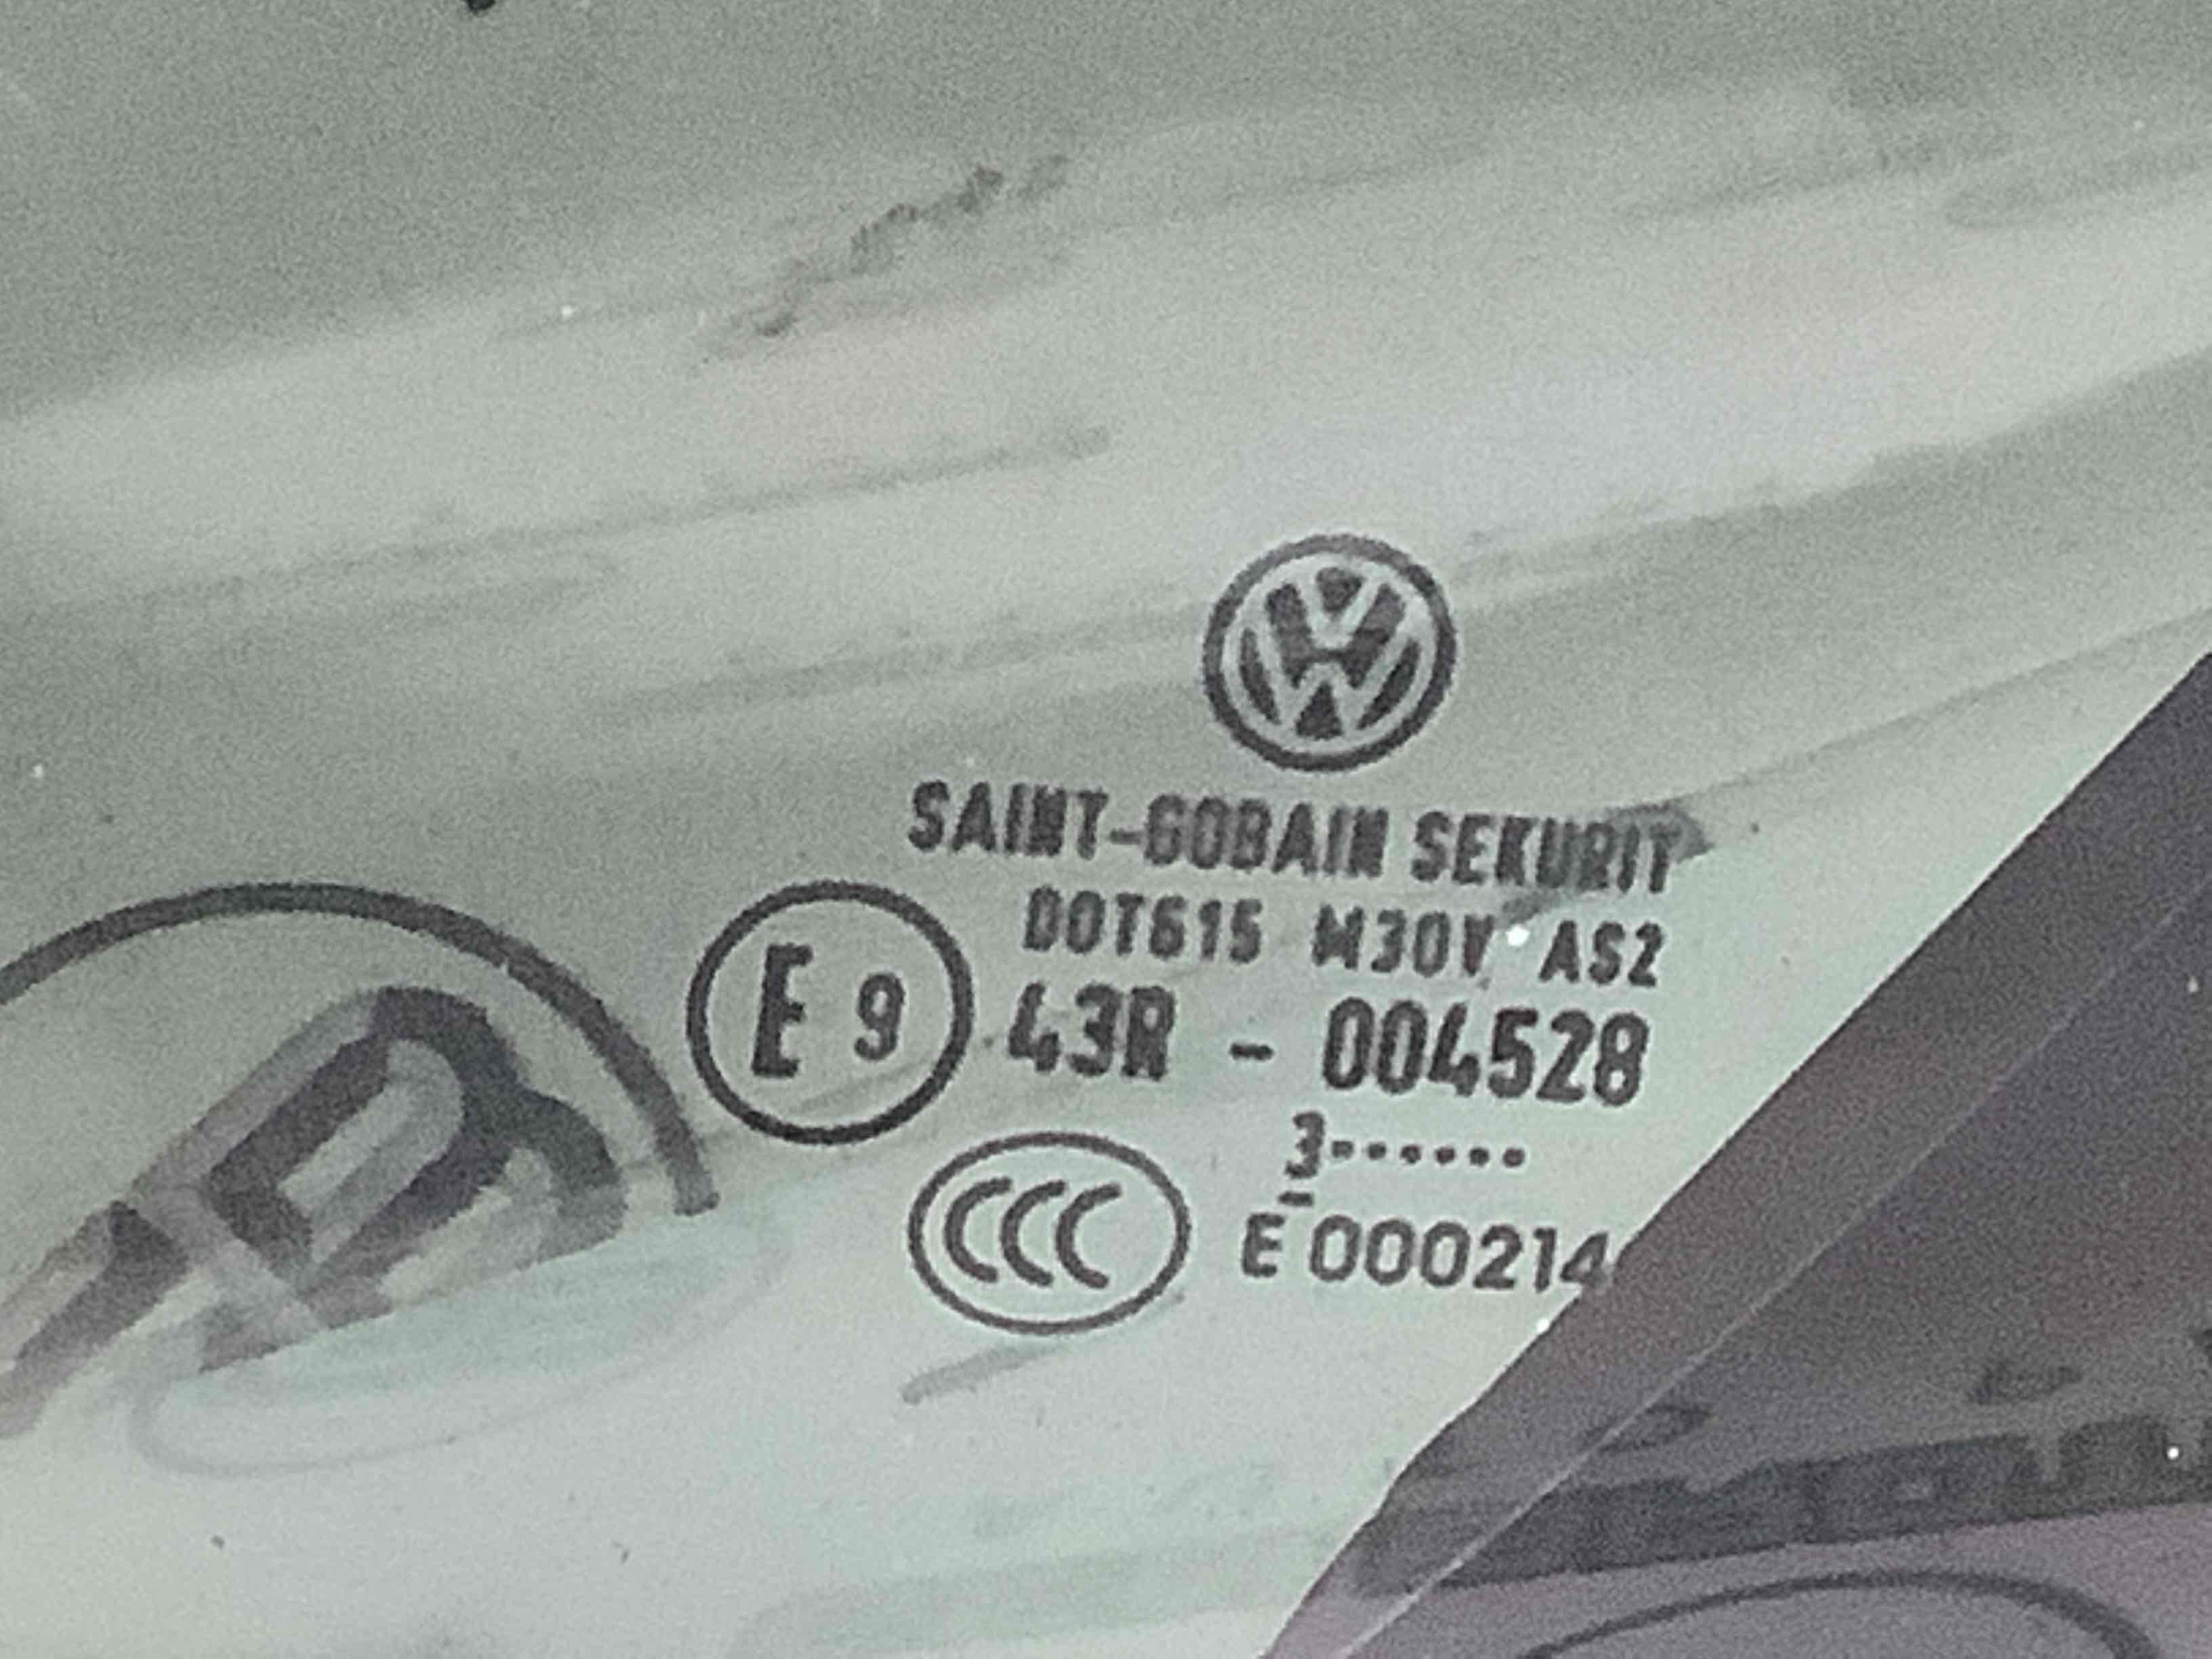 SAINT-GOBAIN SEKURIT
DOT615 M30V AS2
E 9 43R - 004528
3······
CCC E 000214